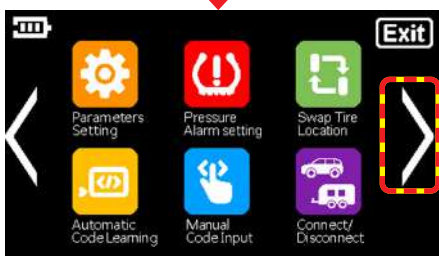 Exit
Parameters
Setting
Pressure
Alarm setting
Swap Tire
Location
Automatic
Code Learning
Manual
Code Input
Connect/
Disconnect